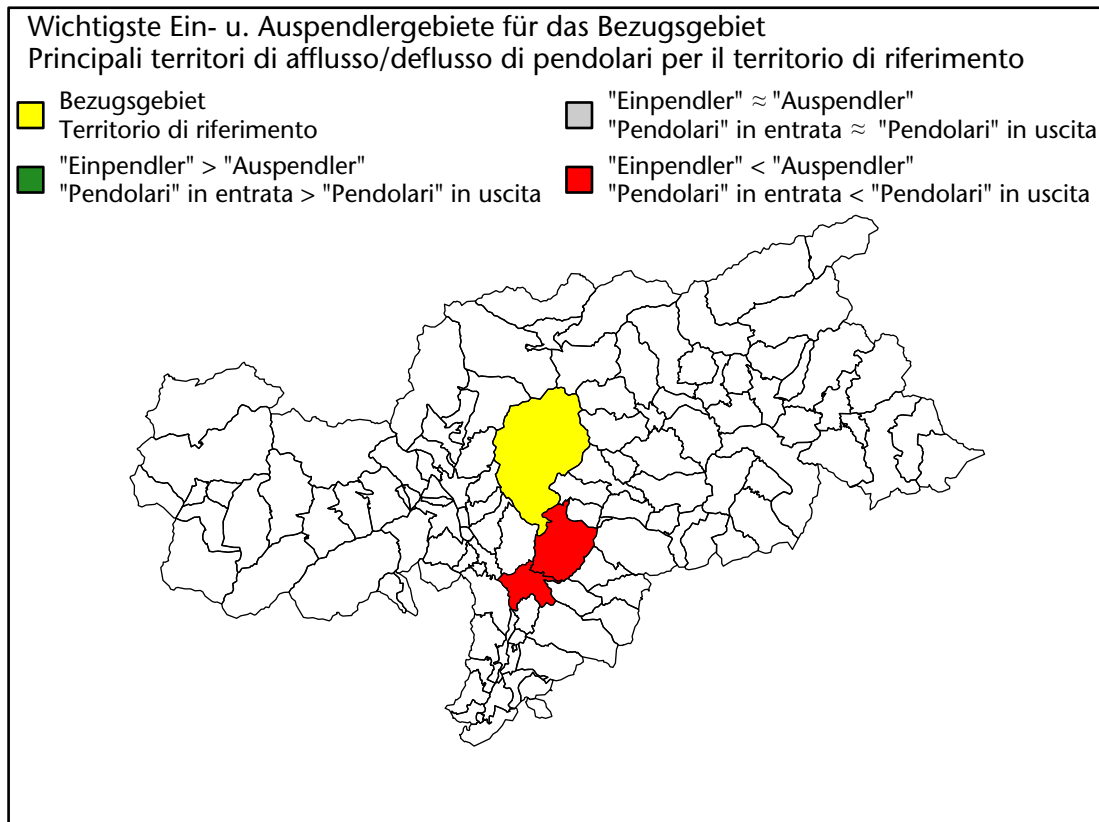 Wichtigste Ein- u. Auspendlergebiete für das Bezugsgebiet
Principali territori di afflusso/deflusso di pendolari per il territorio di riferimento
Bezugsgebiet
Territorio di riferimento
"Einpendler" ≈ "Auspendler"
"Pendolari" in entrata ≈ "Pendolari" in uscita
"Einpendler" > "Auspendler"
"Pendolari" in entrata > "Pendolari" in uscita
"Einpendler" < "Auspendler"
"Pendolari" in entrata < "Pendolari" in uscita